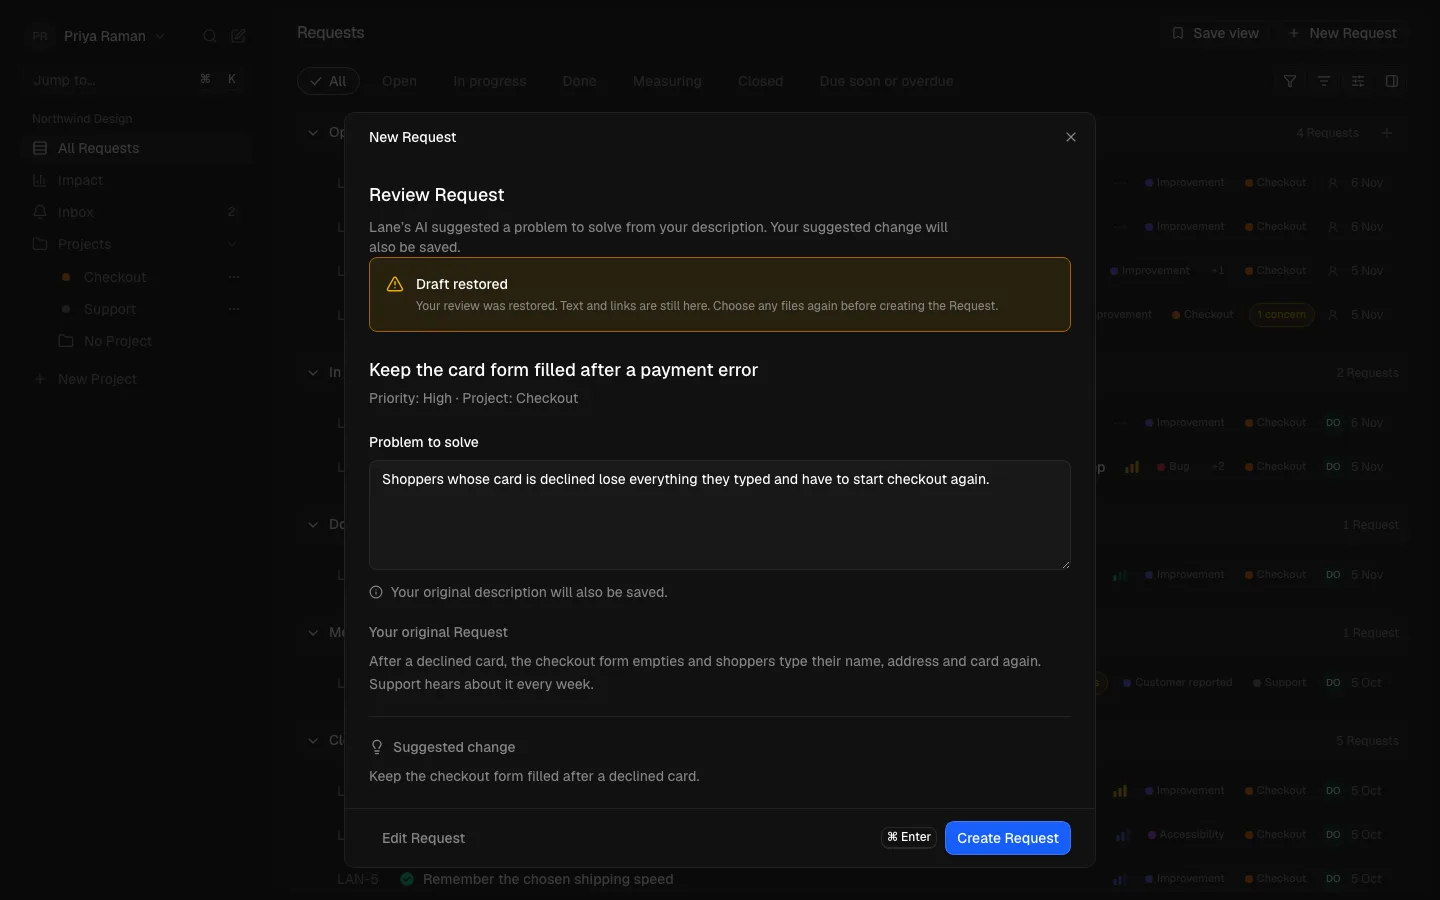 PR Priya Raman
Requests
Save view
New Request
Jump to...
⌘ K
All
Open
In progress
Done
Measuring
Closed
Due soon or overdue
Northwind Design
All Requests
Impact
Inbox 2
Projects
Checkout
Support
No Project
New Project
4 Requests
Improvement Checkout 6 Nov
Improvement Checkout 6 Nov
Improvement +1 Checkout 5 Nov
Checkout 1 concern 5 Nov
In
2 Requests
Improvement Checkout DO 6 Nov
Bug +2 Checkout DO 5 Nov
1 Request
Improvement Checkout DO 5 Nov
1 Request
Customer reported Support DO 5 Oct
5 Requests
Improvement Checkout DO 5 Oct
Accessibility Checkout DO 5 Oct
LAN-5 Remember the chosen shipping speed Improvement Checkout DO 5 Oct
New Request
Review Request
Lane's AI suggested a problem to solve from your description. Your suggested change will
also be saved.
Draft restored
Your review was restored. Text and links are still here. Choose any files again before creating the Request.
Keep the card form filled after a payment error
Priority: High · Project: Checkout
Problem to solve
Shoppers whose card is declined lose everything they typed and have to start checkout again.
Your original description will also be saved.
Your original Request
After a declined card, the checkout form empties and shoppers type their name, address and card again.
Support hears about it every week.
Suggested change
Keep the checkout form filled after a declined card.
Edit Request
⌘ Enter
Create Request